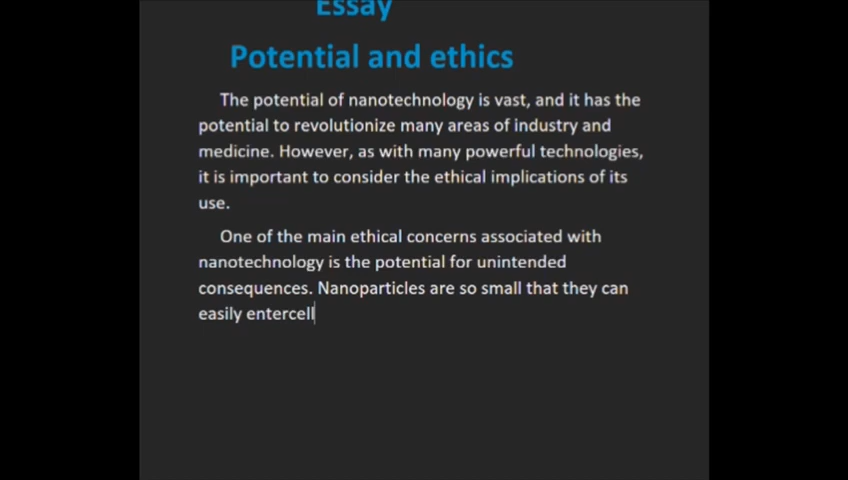 Essay
Potential and ethics
The potential of nanotechnology is vast, and it has the
potential to revolutionize many areas of industry and
medicine. However, as with many powerful technologies,
it is important to consider the ethical implications of its
use.
One of the main ethical concerns associated with
nanotechnology is the potential for unintended
consequences. Nanoparticles are so small that they can
easily entercell